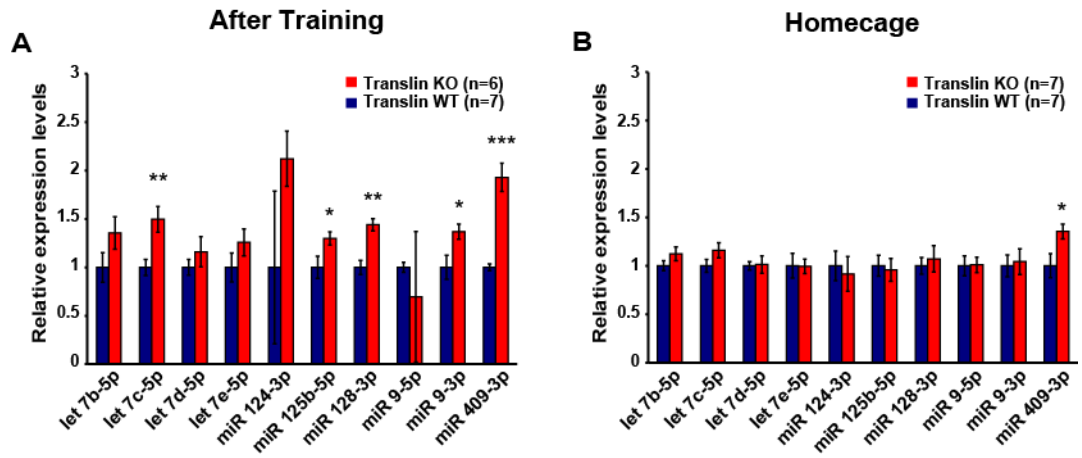 After Training
A
Relative expression levels
3
2.5
2
1.5
1
0.5
0
Translin KO (n=6)
Translin WT (n=7)
**
*
**
*
***
let 7b-5p
let 7c-5p
let 7d-5p
let 7e-5p
miR 124-3p
miR 125b-5p
miR 128-3p
miR 9-5p
miR 9-3p
miR 409-3p
Homecage
B
Relative expression levels
3
2.5
2
1.5
1
0.5
0
Translin KO (n=7)
Translin WT (n=7)
*
let 7b-5p
let 7c-5p
let 7d-5p
let 7e-5p
miR 124-3p
miR 125b-5p
miR 128-3p
miR 9-5p
miR 9-3p
miR 409-3p